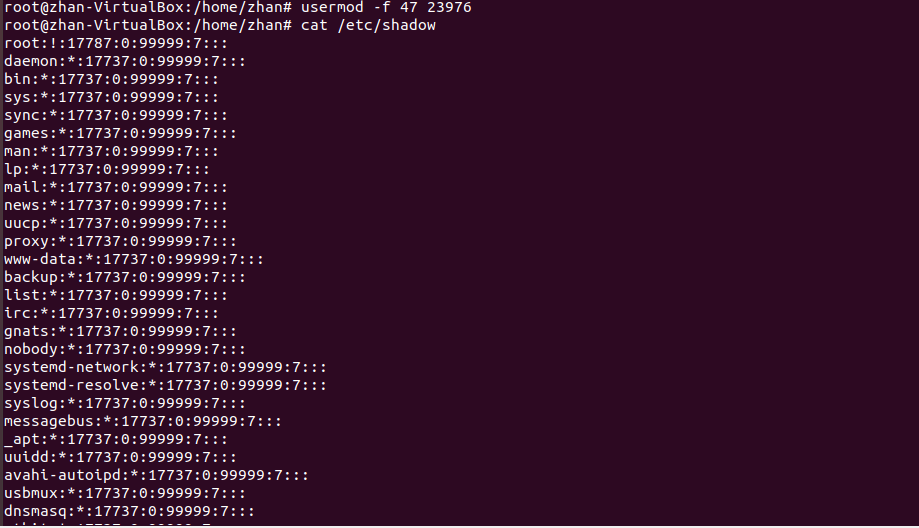 root@zhan-VirtualBox:/home/zhan# usermod -f 47 23976
root@zhan-VirtualBox:/home/zhan# cat /etc/shadow
root:!:17787:0:99999:7:::
daemon:*:17737:0:99999:7:::
bin:*:17737:0:99999:7:::
sys:*:17737:0:99999:7:::
sync:*:17737:0:99999:7:::
games:*:17737:0:99999:7:::
man:*:17737:0:99999:7:::
lp:*:17737:0:99999:7:::
mail:*:17737:0:99999:7:::
news:*:17737:0:99999:7:::
uucp:*:17737:0:99999:7:::
proxy:*:17737:0:99999:7:::
www-data:*:17737:0:99999:7:::
backup:*:17737:0:99999:7:::
list:*:17737:0:99999:7:::
irc:*:17737:0:99999:7:::
gnats:*:17737:0:99999:7:::
nobody:*:17737:0:99999:7:::
systemd-network:*:17737:0:99999:7:::
systemd-resolve:*:17737:0:99999:7:::
syslog:*:17737:0:99999:7:::
messagebus:*:17737:0:99999:7:::
_apt:*:17737:0:99999:7:::
uuidd:*:17737:0:99999:7:::
avahi-autoipd:*:17737:0:99999:7:::
usbmux:*:17737:0:99999:7:::
dnsmasq:*:17737:0:99999:7:::